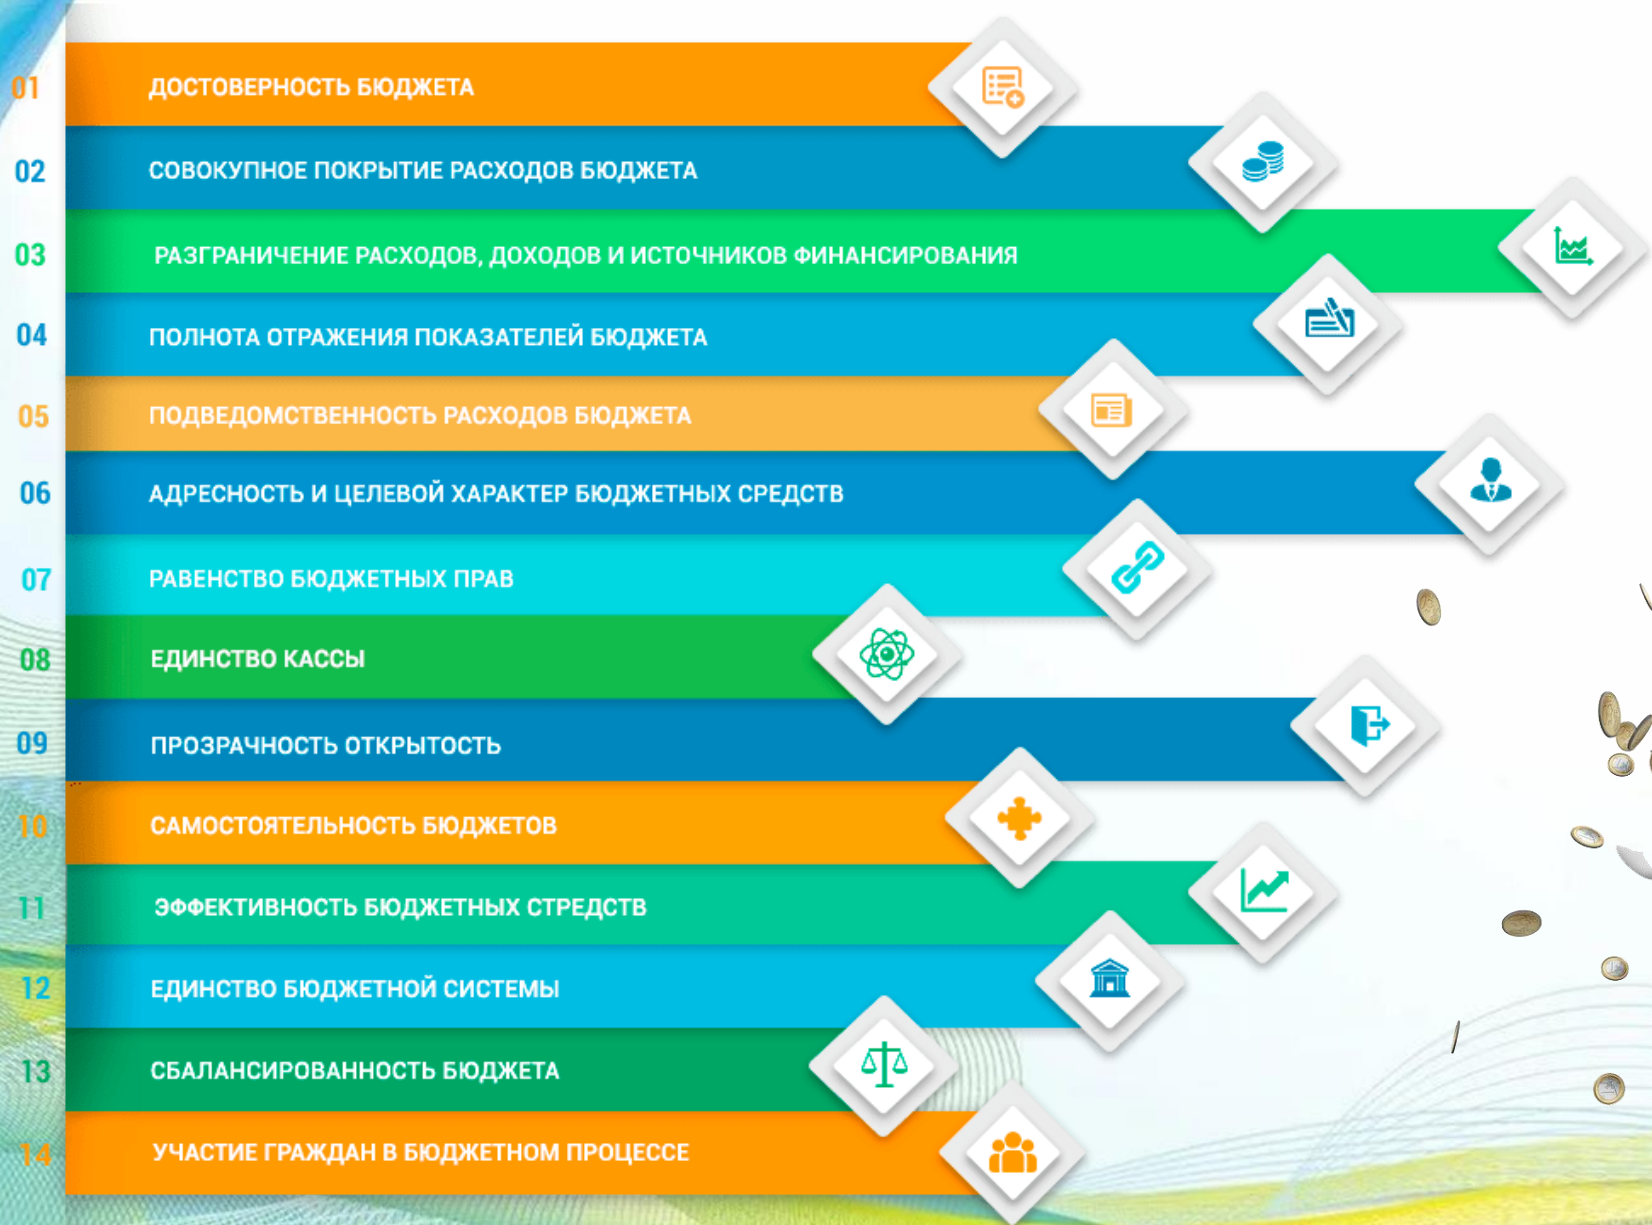 01 ДОСТОВЕРНОСТЬ БЮДЖЕТА
02 СОВОКУПНОЕ ПОКРЫТИЕ РАСХОДОВ БЮДЖЕТА
03 РАЗГРАНИЧЕНИЕ РАСХОДОВ, ДОХОДОВ И ИСТОЧНИКОВ ФИНАНСИРОВАНИЯ
04 ПОЛНОТА ОТРАЖЕНИЯ ПОКАЗАТЕЛЕЙ БЮДЖЕТА
05 ПОДВЕДОМСТВЕННОСТЬ РАСХОДОВ БЮДЖЕТА
06 АДРЕСНОСТЬ И ЦЕЛЕВОЙ ХАРАКТЕР БЮДЖЕТНЫХ СРЕДСТВ
07 РАВЕНСТВО БЮДЖЕТНЫХ ПРАВ
08 ЕДИНСТВО КАССЫ
09 ПРОЗРАЧНОСТЬ ОТКРЫТОСТЬ
10 САМОСТОЯТЕЛЬНОСТЬ БЮДЖЕТОВ
11 ЭФФЕКТИВНОСТЬ БЮДЖЕТНЫХ СТРЕДСТВ
12 ЕДИНСТВО БЮДЖЕТНОЙ СИСТЕМЫ
13 СБАЛАНСИРОВАННОСТЬ БЮДЖЕТА
14 УЧАСТИЕ ГРАЖДАН В БЮДЖЕТНОМ ПРОЦЕССЕ